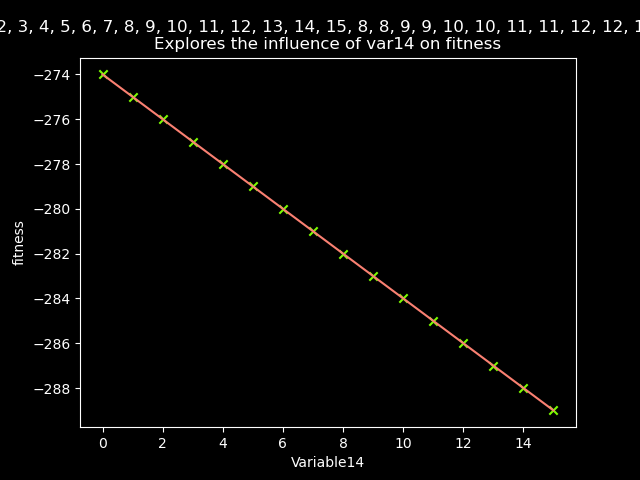 2, 3, 4, 5, 6, 7, 8, 9, 10, 11, 12, 13, 14, 15, 8, 8, 9, 9, 10, 10, 11, 11, 12, 12, 1
Explores the influence of var14 on fitness
−274
−276
−278
−280
−282
−284
−286
−288
fitness
0 2 4 6 8 10 12 14
Variable14